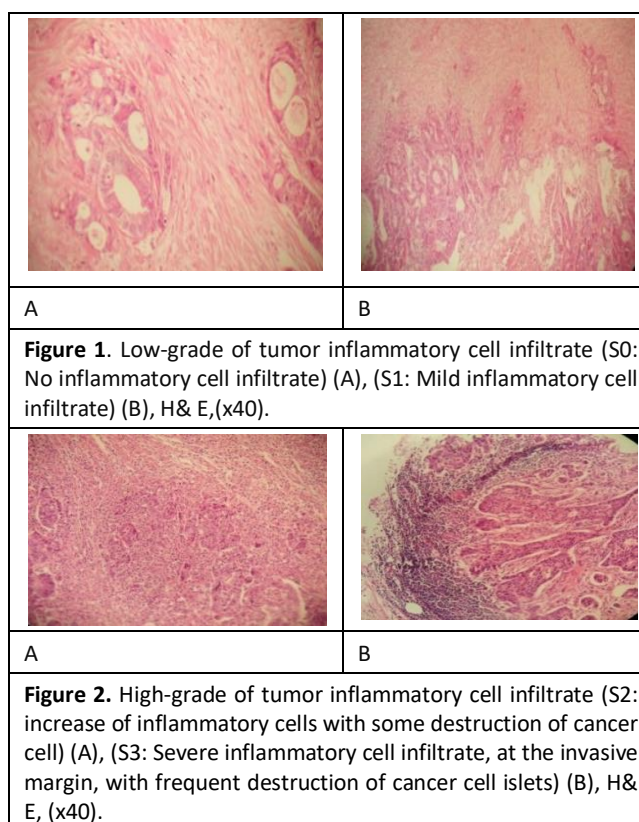 A
B
Figure 1. Low-grade of tumor inflammatory cell infiltrate (S0:
No inflammatory cell infiltrate) (A), (S1: Mild inflammatory cell
infiltrate) (B), H& E,(x40).
A
B
Figure 2. High-grade of tumor inflammatory cell infiltrate (S2:
increase of inflammatory cells with some destruction of cancer
cell) (A), (S3: Severe inflammatory cell infiltrate, at the invasive
margin, with frequent destruction of cancer cell islets) (B), H&
E, (x40).